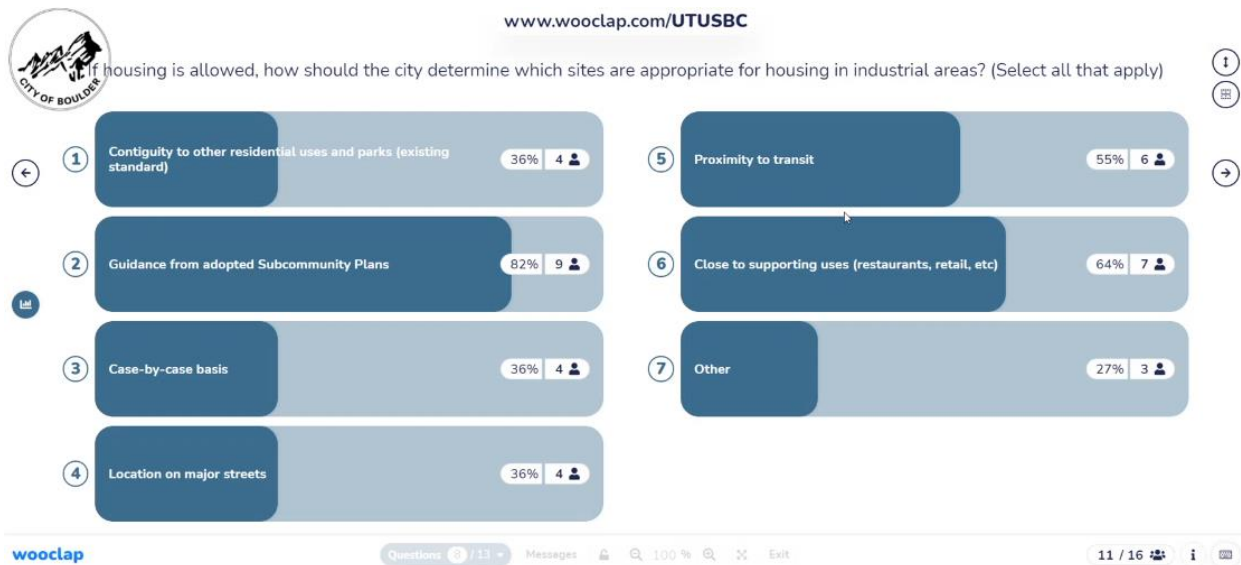 www.wooclap.com/UTUSBC
CITY OF BOULDER
If housing is allowed, how should the city determine which sites are appropriate for housing in industrial areas? (Select all that apply)
1
Contiguity to other residential uses and parks (existing
standard)
36% 4
2
Guidance from adopted Subcommunity Plans
82% 9
3
Case-by-case basis
36% 4
4
Location on major streets
36% 4
5
Proximity to transit
55% 6
6
Close to supporting uses (restaurants, retail, etc)
64% 7
7
Other
27% 3
wooclap
Questions 8 / 13
Messages
100 %
Exit
11 / 16
i